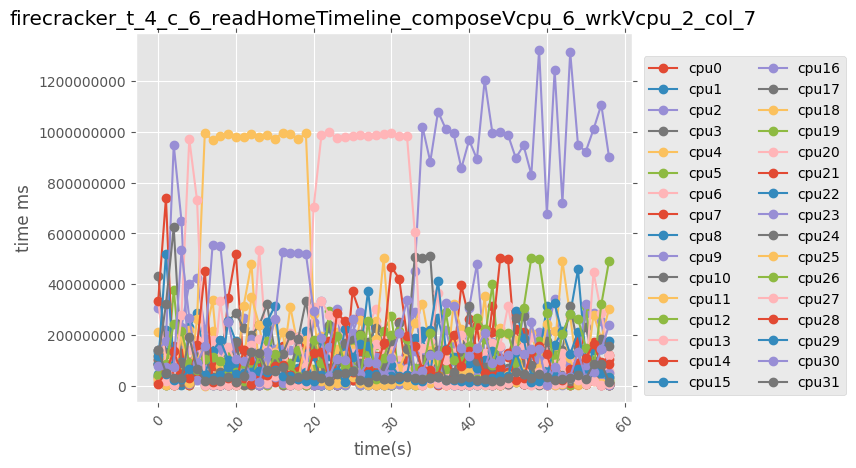 firecracker_t_4_c_6_readHomeTimeline_composeVcpu_6_wrkVcpu_2_col_7
time ms
1200000000
1000000000
800000000
600000000
400000000
200000000
0
0
10
20
30
40
50
60
time(s)
cpu0
cpu1
cpu2
cpu3
cpu4
cpu5
cpu6
cpu7
cpu8
cpu9
cpu10
cpu11
cpu12
cpu13
cpu14
cpu15
cpu16
cpu17
cpu18
cpu19
cpu20
cpu21
cpu22
cpu23
cpu24
cpu25
cpu26
cpu27
cpu28
cpu29
cpu30
cpu31